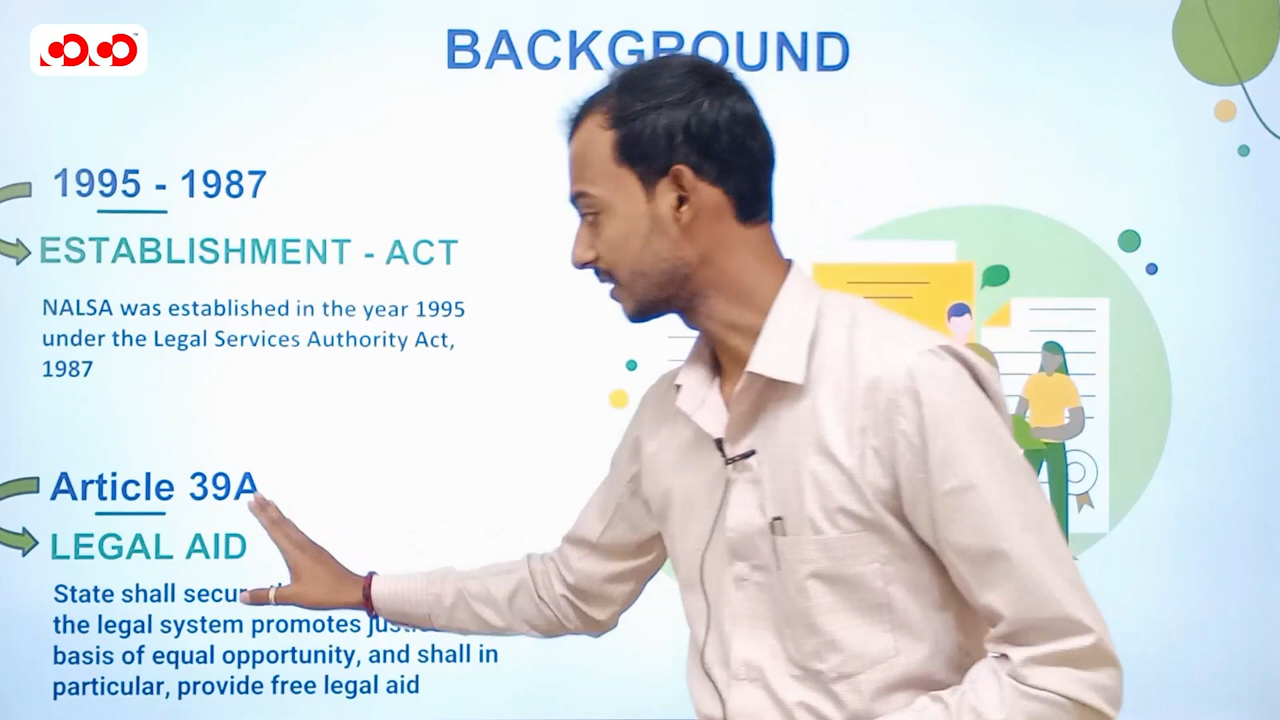 BACKGROUND
1995 - 1987
ESTABLISHMENT - ACT
NALSA was established in the year 1995
under the Legal Services Authority Act,
1987
Article 39A
LEGAL AID
State shall secure
the legal system promotes justice
basis of equal opportunity, and shall in
particular, provide free legal aid